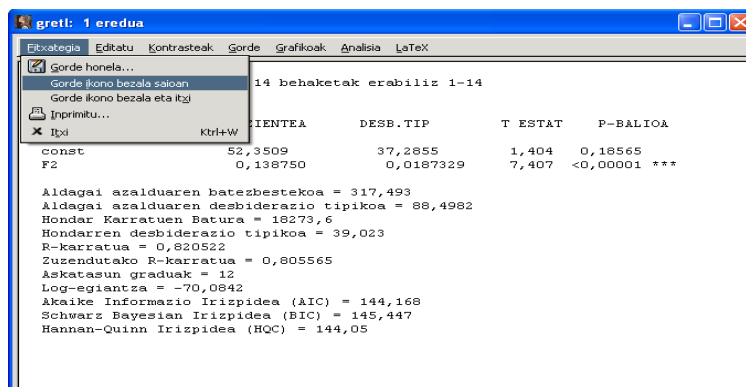 gretl: 1 eredua
Fitxategia Editatu Kontrasteak Gorde Grafikoak Analisia LaTeX
Gorde honela...
Gorde ikono bezala saioan
14 behaketak erabiliz 1-14
Gorde ikono bezala eta itxi
Inprimitu...
IENTEA DESB.TIP T ESTAT P-BALIOA
Itxi Ktrl+W
const 52,3509 37,2855 1,404 0,18565
F2 0,138750 0,0187329 7,407 <0,00001 ***
Aldagai azalduaren batezbestekoa = 317,493
Aldagai azalduaren desbiderazio tipikoa = 88,4982
Hondar Karratuen Batura = 18273,6
Hondarren desbiderazio tipikoa = 39,023
R-karratua = 0,820522
Zuzendutako R-karratua = 0,805565
Askatasun graduak = 12
Log-egiantza = -70,0842
Akaike Informazio Irizpidea (AIC) = 144,168
Schwarz Bayesian Irizpidea (BIC) = 145,447
Hannan-Quinn Irizpidea (HQC) = 144,05